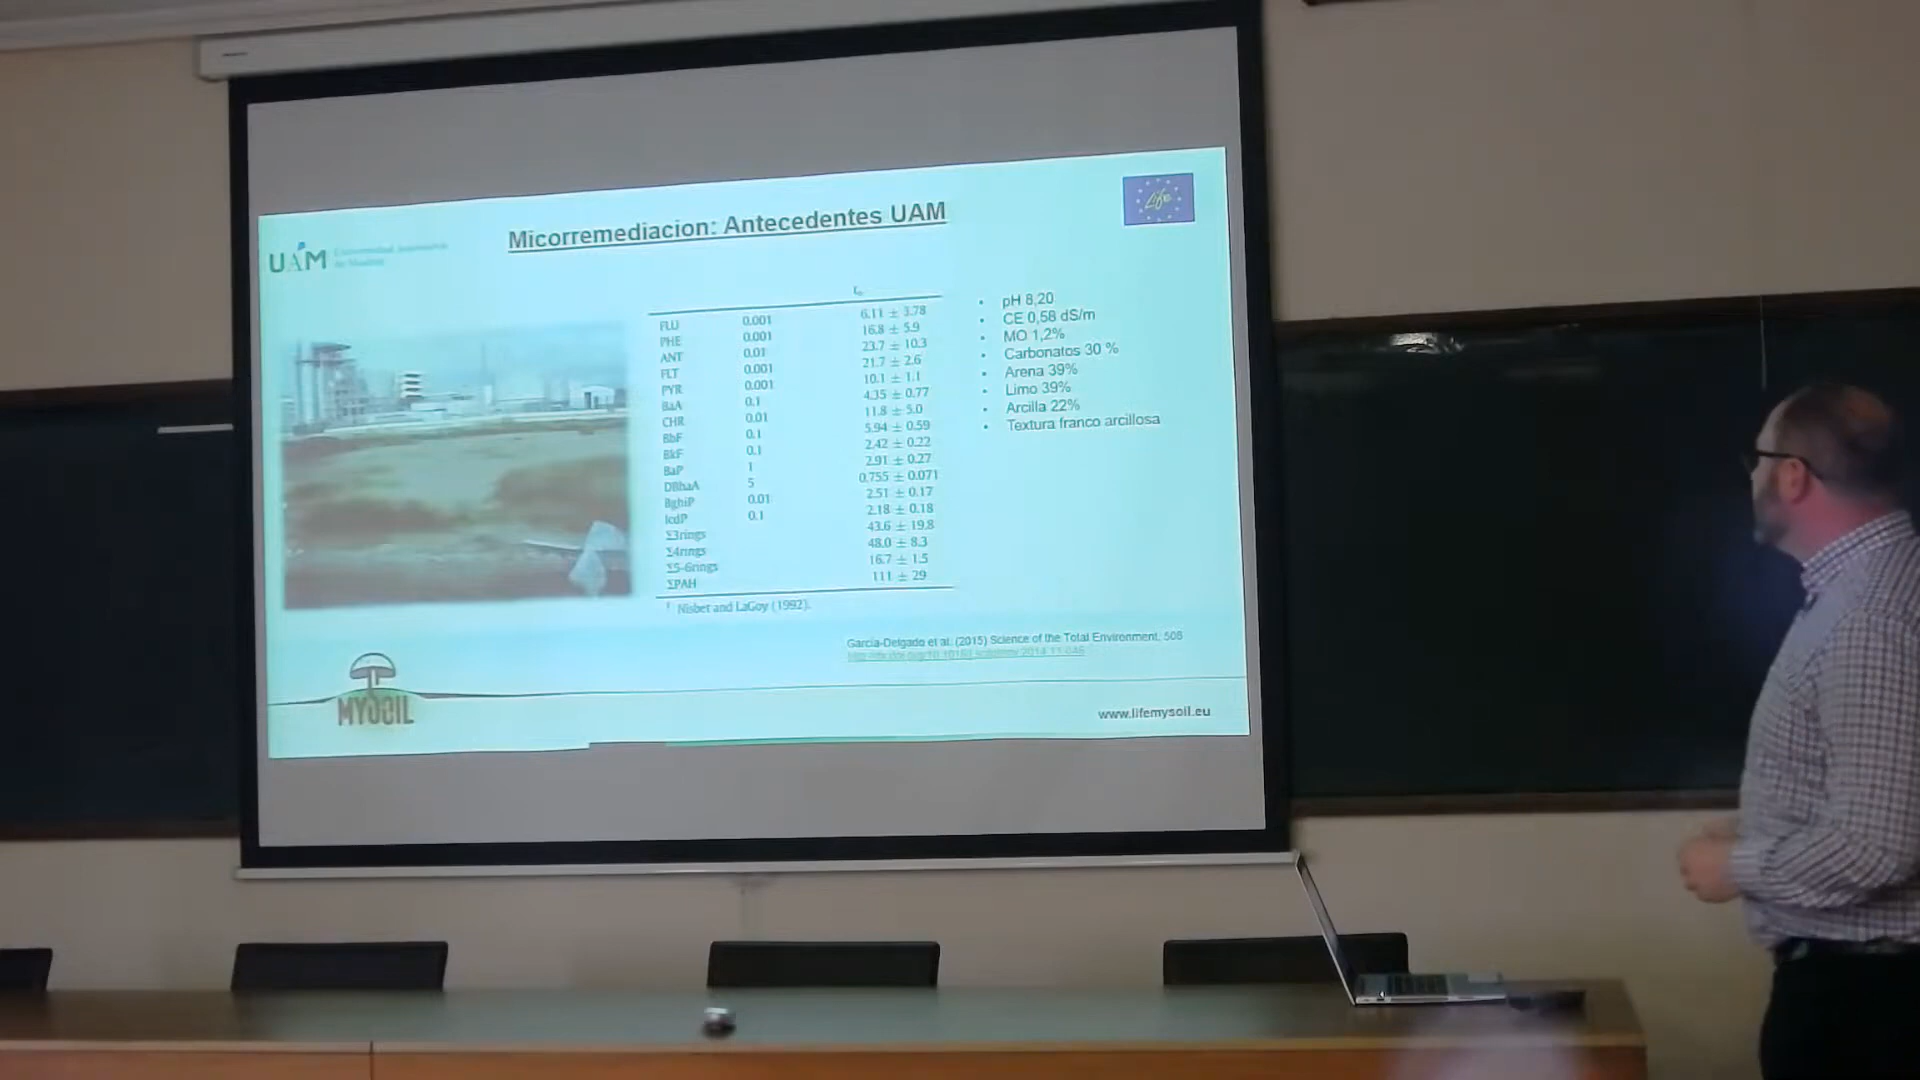 Micorremediacion: Antecedentes UAM
Life
UAM Universidad Autónoma
de Madrid
t₀
FLU 0.001 6.11 ± 3.78
PHE 0.001 16.8 ± 5.9
ANT 0.01 23.7 ± 10.3
FLT 0.001 21.7 ± 2.6
PYR 0.001 10.1 ± 1.1
BaA 0.1 4.35 ± 0.77
CHR 0.01 11.8 ± 5.0
BbF 0.1 5.94 ± 0.59
BkF 0.1 2.42 ± 0.22
BaP 1 2.91 ± 0.27
DBhaA 5 0.755 ± 0.071
BghiP 0.01 2.51 ± 0.17
IcdP 0.1 2.18 ± 0.18
Σ3rings 43.6 ± 19.8
Σ4rings 48.0 ± 8.3
Σ5-6rings 16.7 ± 1.5
ΣPAH 111 ± 29
f Nisbet and LaGoy (1992).
• pH 8,20
• CE 0,58 dS/m
• MO 1,2%
• Carbonatos 30 %
• Arena 39%
• Limo 39%
• Arcilla 22%
• Textura franco arcillosa
García-Delgado et al. (2015) Science of the Total Environment, 508
MYSOIL
www.lifemysoil.eu